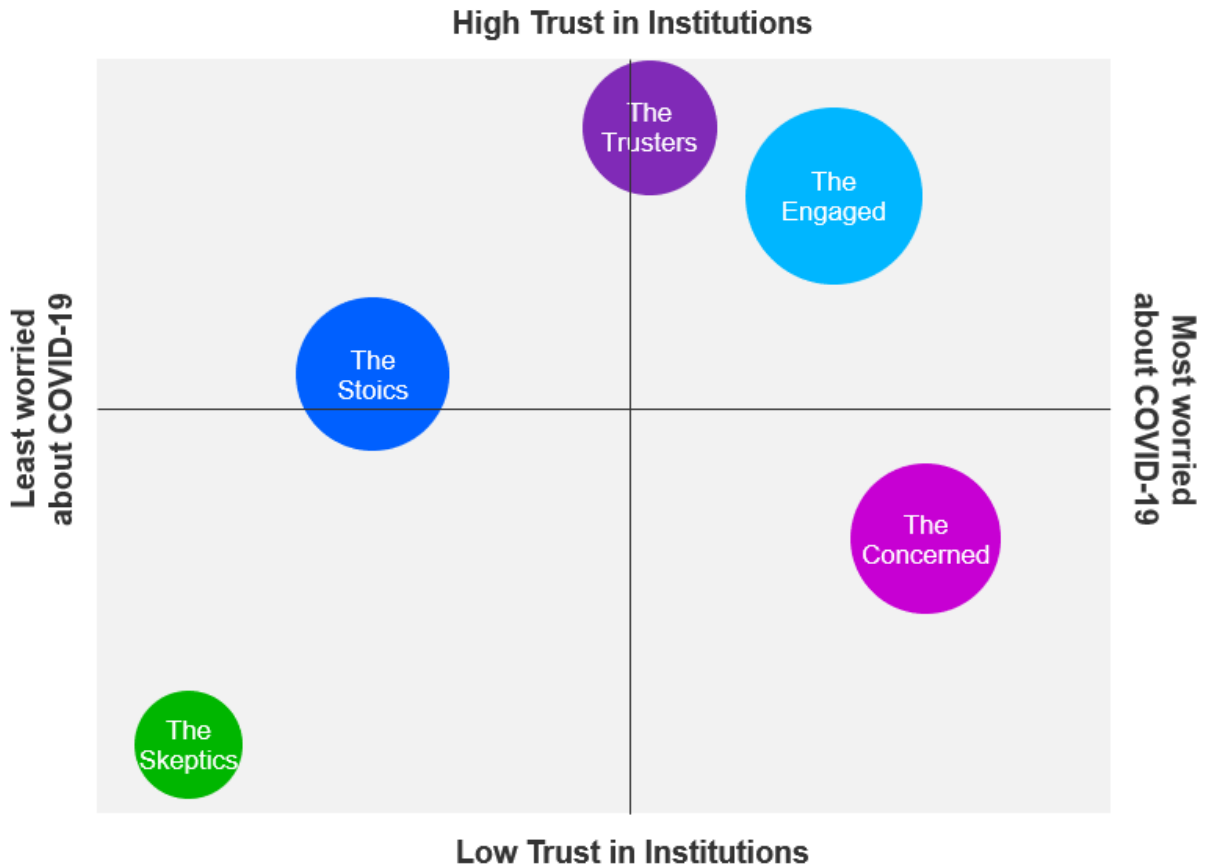 High Trust in Institutions
The
Trusters
The
Engaged
Least worried
about COVID-19
Most worried
about COVID-19
The
Stoics
The
Concerned
The
Skeptics
Low Trust in Institutions